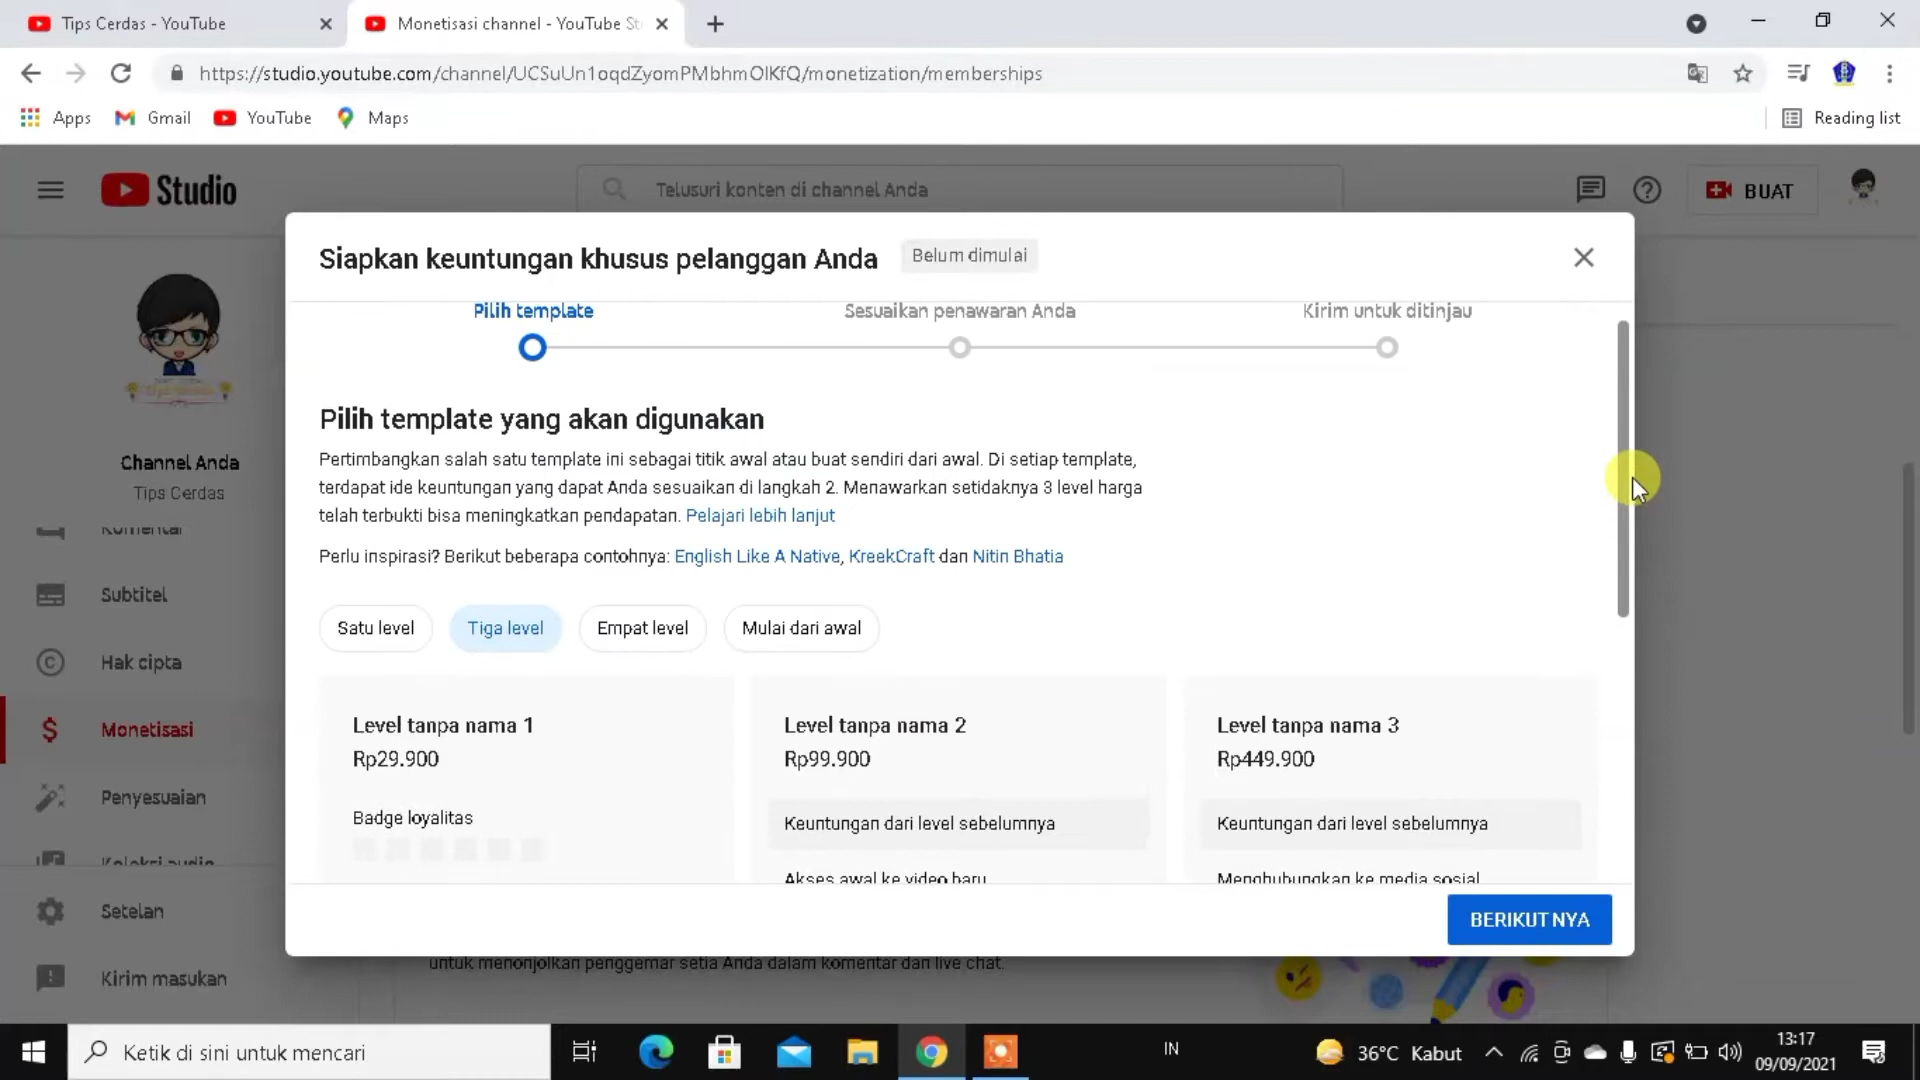 Tips Cerdas - YouTube
Monetisasi channel - YouTube St
https://studio.youtube.com/channel/UCSuUn1oqdZyomPMbhmOlKfQ/monetization/memberships
Apps
Gmail
YouTube
Maps
Reading list
Studio
Telusuri konten di channel Anda
BUAT
Siapkan keuntungan khusus pelanggan Anda
Belum dimulai
Pilih template
Sesuaikan penawaran Anda
Kirim untuk ditinjau
Pilih template yang akan digunakan
Pertimbangkan salah satu template ini sebagai titik awal atau buat sendiri dari awal. Di setiap template,
terdapat ide keuntungan yang dapat Anda sesuaikan di langkah 2. Menawarkan setidaknya 3 level harga
telah terbukti bisa meningkatkan pendapatan. Pelajari lebih lanjut
Perlu inspirasi? Berikut beberapa contohnya: English Like A Native, KreekCraft dan Nitin Bhatia
Satu level
Tiga level
Empat level
Mulai dari awal
Level tanpa nama 1
Rp29.900
Badge loyalitas
Level tanpa nama 2
Rp99.900
Keuntungan dari level sebelumnya
Akses awal ke video baru
Level tanpa nama 3
Rp449.900
Keuntungan dari level sebelumnya
Menghubungkan ke media sosial
BERIKUTNYA
Channel Anda
Tips Cerdas
Komentar
Subtitel
Hak cipta
Monetisasi
Penyesuaian
Koleksi audio
Setelan
Kirim masukan
untuk menonjolkan penggemar setia Anda dalam komentar dan live chat.
Ketik di sini untuk mencari
IN
36°C Kabut
13:17
09/09/2021